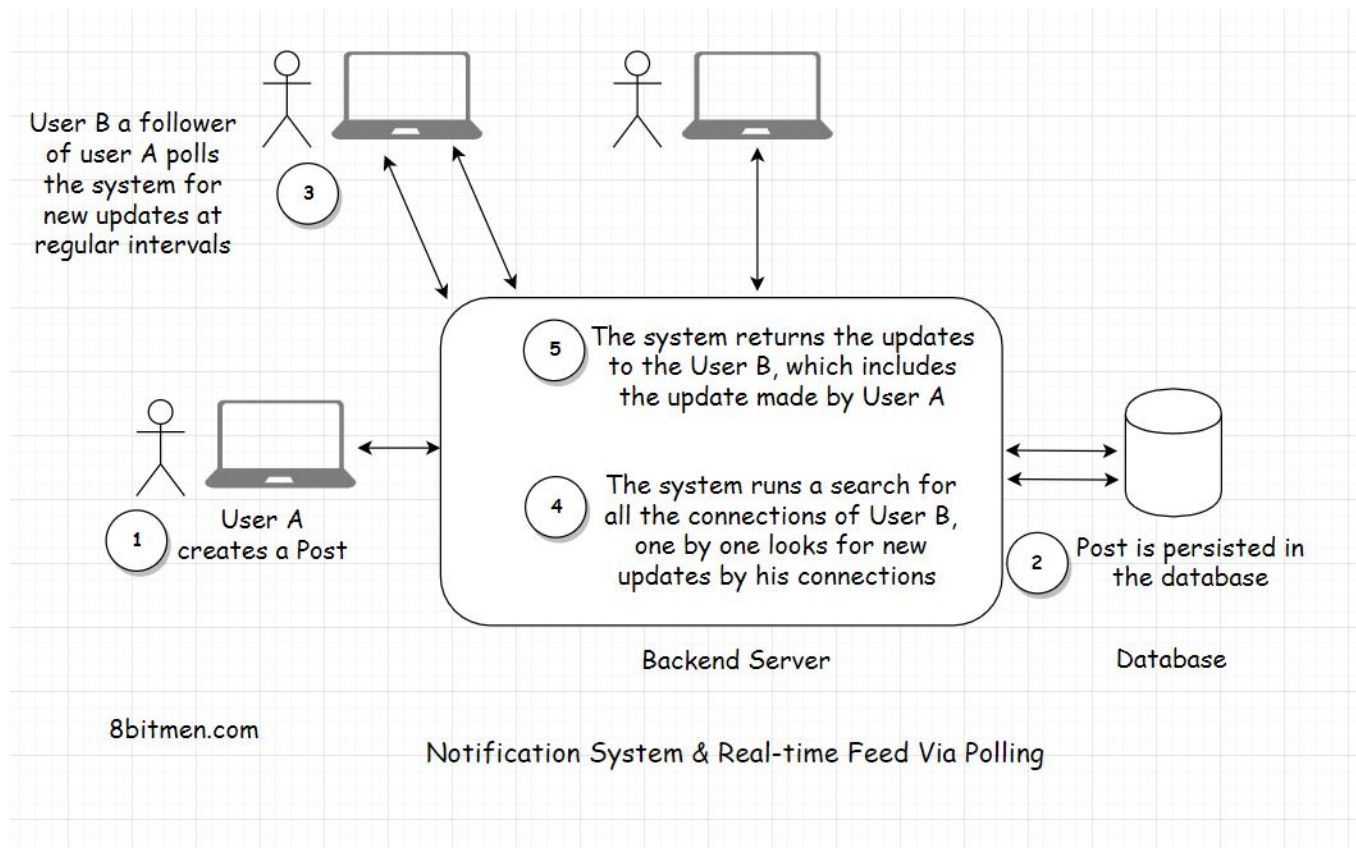 User B a follower
of user A polls
the system for
new updates at
regular intervals
3
5
The system returns the updates
to the User B, which includes
the update made by User A
4
The system runs a search for
all the connections of User B,
one by one looks for new
updates by his connections
1
User A
creates a Post
2
Post is persisted in
the database
Backend Server
Database
8bitmen.com
Notification System & Real-time Feed Via Polling